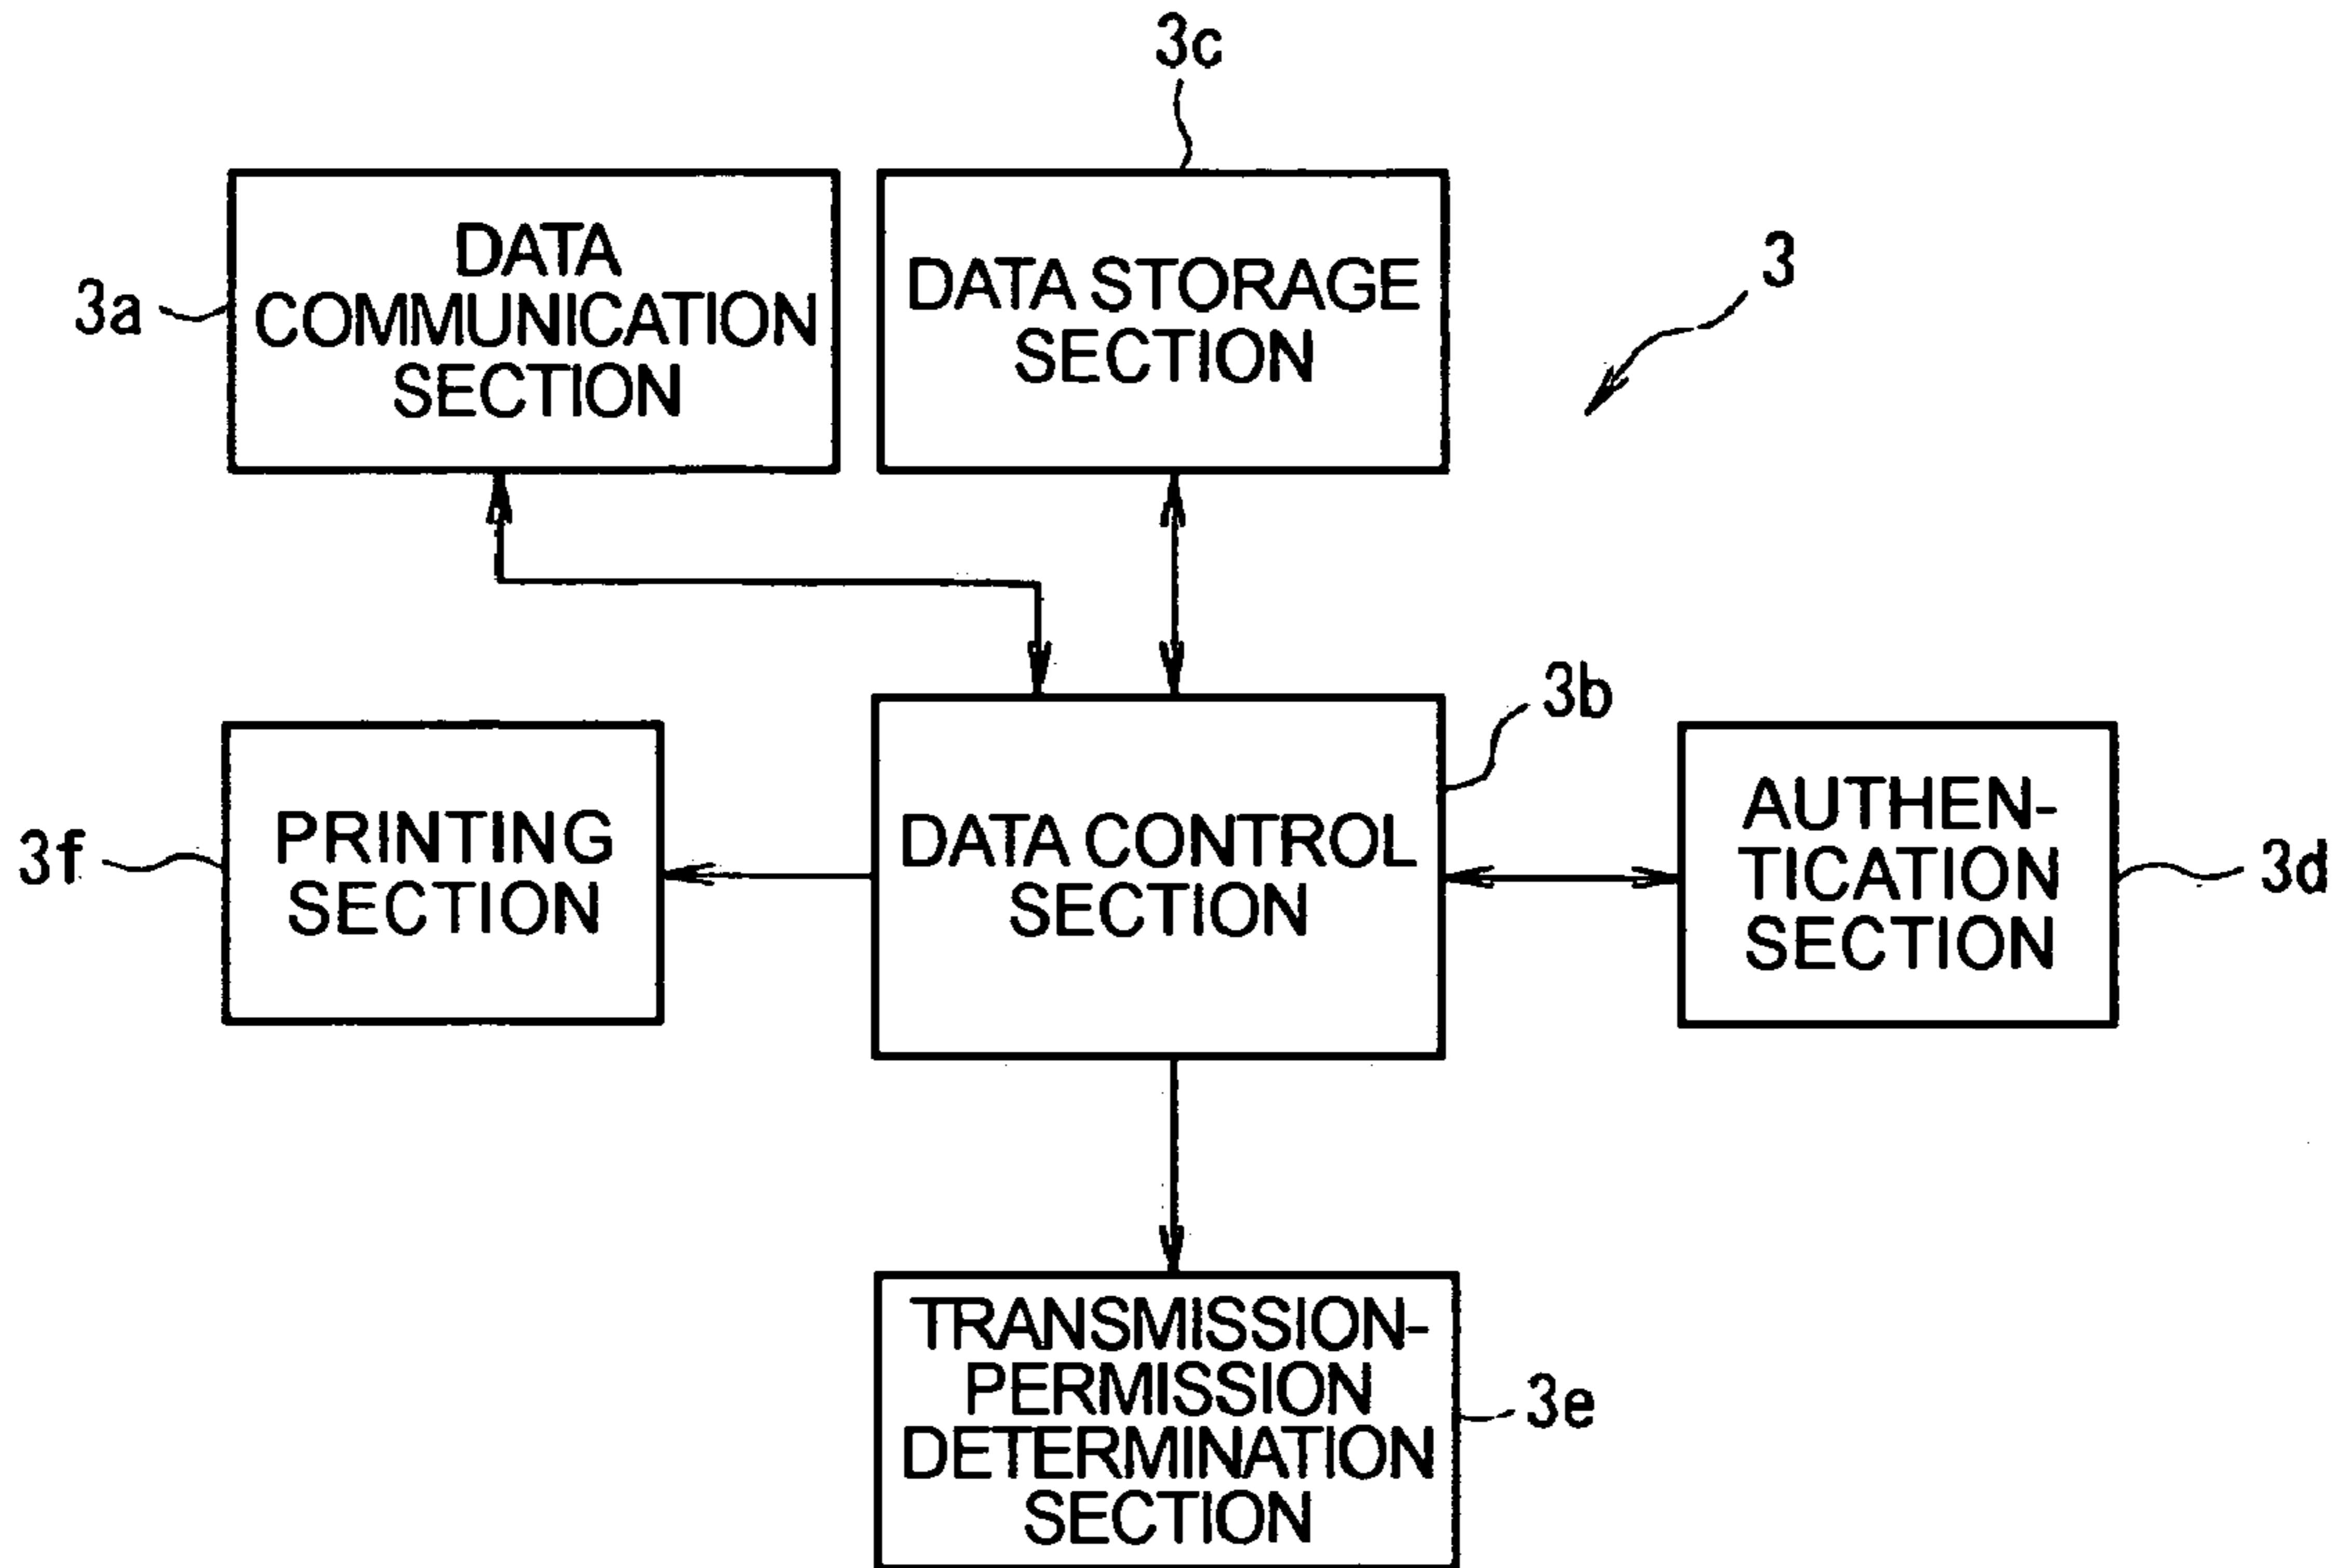 3c
DATA
COMMUNICATION
SECTION
3a
DATA STORAGE
SECTION
3
3b
PRINTING
SECTION
3f
DATA CONTROL
SECTION
AUTHEN-
TICATION
SECTION
3d
TRANSMISSION-
PERMISSION
DETERMINATION
SECTION
3e